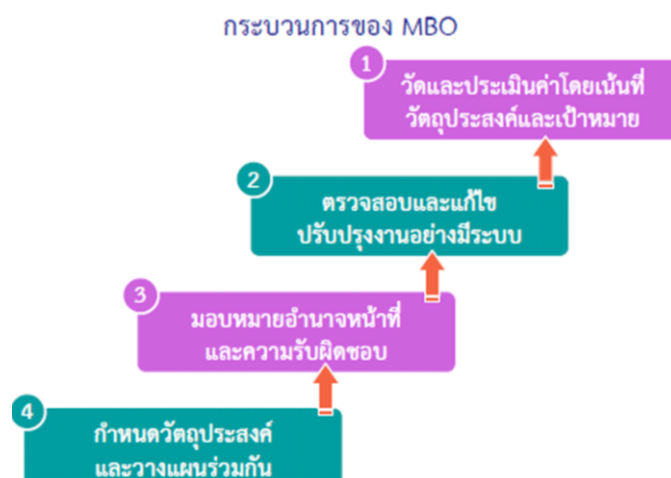 กระบวนการของ MBO
1
วัดและประเมินค่าโดยเน้นที่
วัตถุประสงค์และเป้าหมาย
2
ตรวจสอบและแก้ไข
ปรับปรุงงานอย่างมีระบบ
3
มอบหมายอำนาจหน้าที่
และความรับผิดชอบ
4
กำหนดวัตถุประสงค์
และวางแผนร่วมกัน